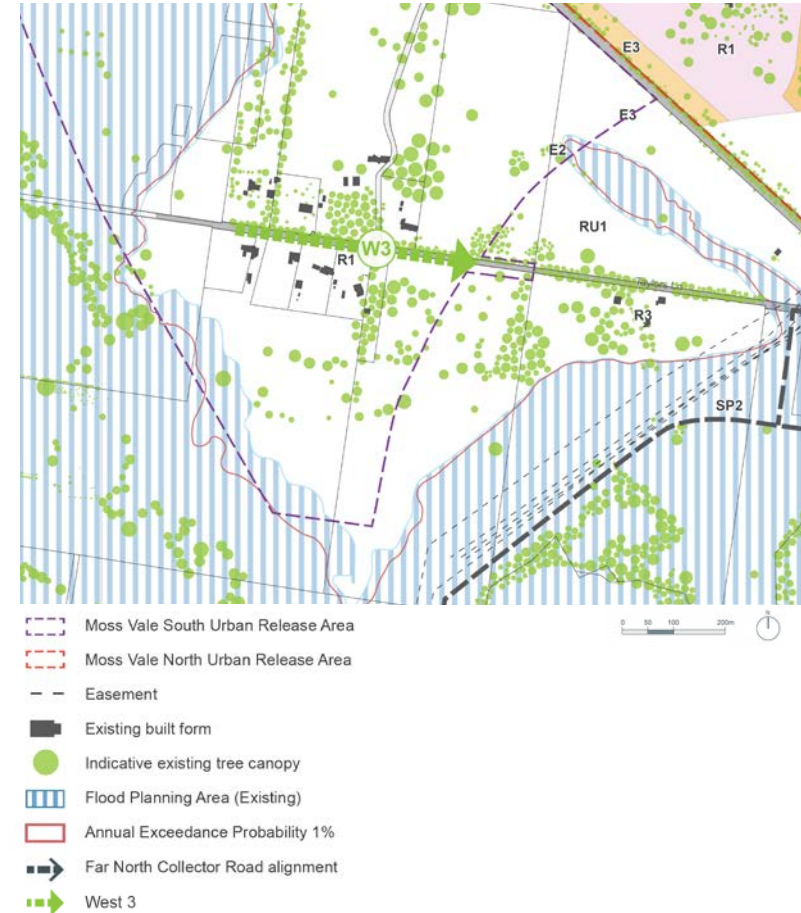 E3
R1
E3
E2
RU1
W3
R1
R3
SP2
Moss Vale South Urban Release Area
0 50 100 200m
N
Moss Vale North Urban Release Area
Easement
Existing built form
Indicative existing tree canopy
Flood Planning Area (Existing)
Annual Exceedance Probability 1%
Far North Collector Road alignment
West 3